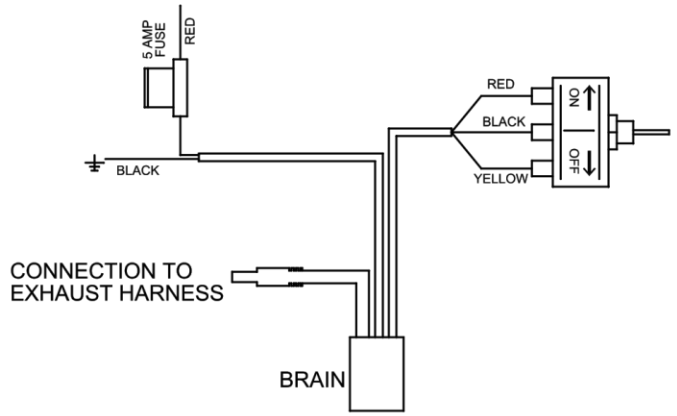 5 AMP
FUSE
RED
RED
ON
BLACK
BLACK
OFF
YELLOW
CONNECTION TO
EXHAUST HARNESS
BRAIN